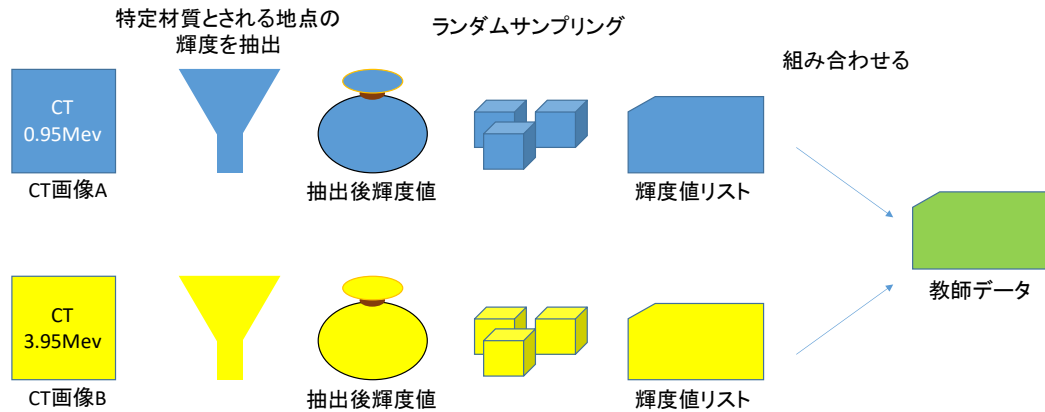 特定材質とされる地点の
輝度を抽出
ランダムサンプリング
組み合わせる
CT
0.95Mev
CT画像A
抽出後輝度値
輝度値リスト
教師データ
CT
3.95Mev
CT画像B
抽出後輝度値
輝度値リスト